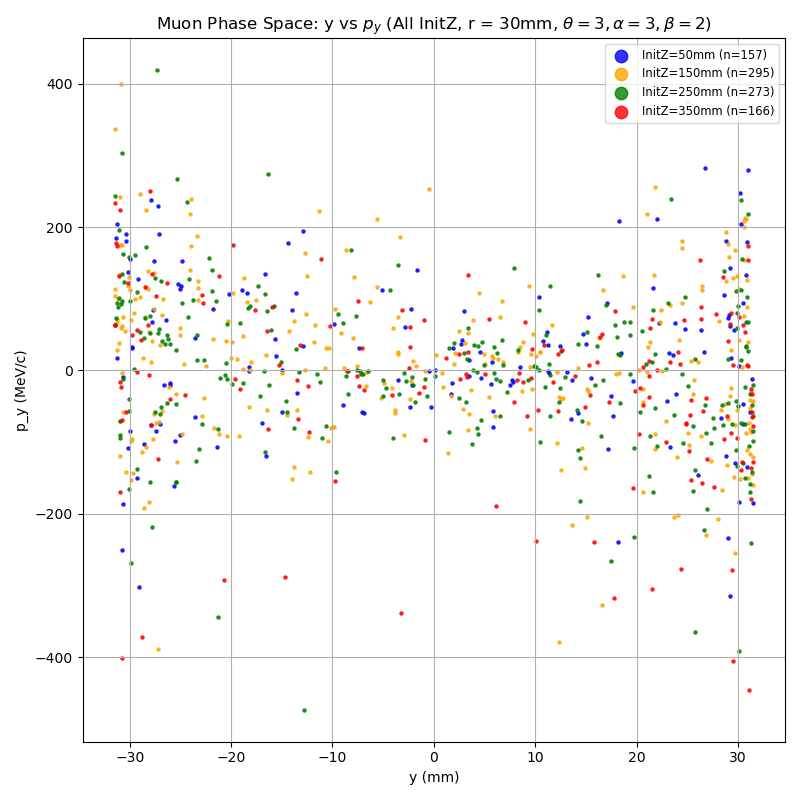 Muon Phase Space: y vs p_y (All InitZ, r = 30mm, θ = 3, α = 3, β = 2)
InitZ=50mm (n=157)
InitZ=150mm (n=295)
InitZ=250mm (n=273)
InitZ=350mm (n=166)
400
200
0
−200
−400
p_y (MeV/c)
−30 −20 −10 0 10 20 30
y (mm)